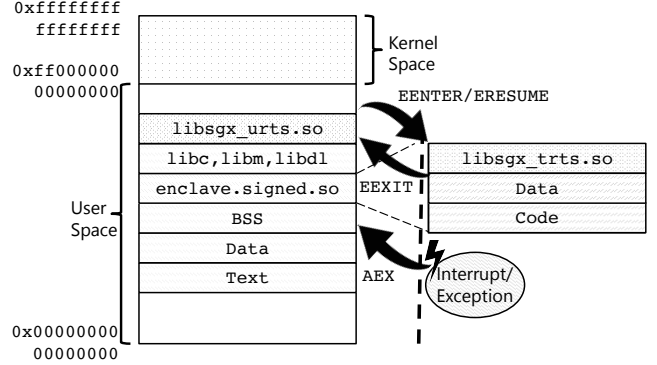 0xffffffff
ffffffff
0xff000000
00000000
Kernel
Space
EENTER/ERESUME
libsgx_urts.so
libc,libm,libdl
enclave.signed.so
BSS
Data
Text
User
Space
EEXIT
libsgx_trts.so
Data
Code
AEX
Interrupt/
Exception
0x00000000
00000000